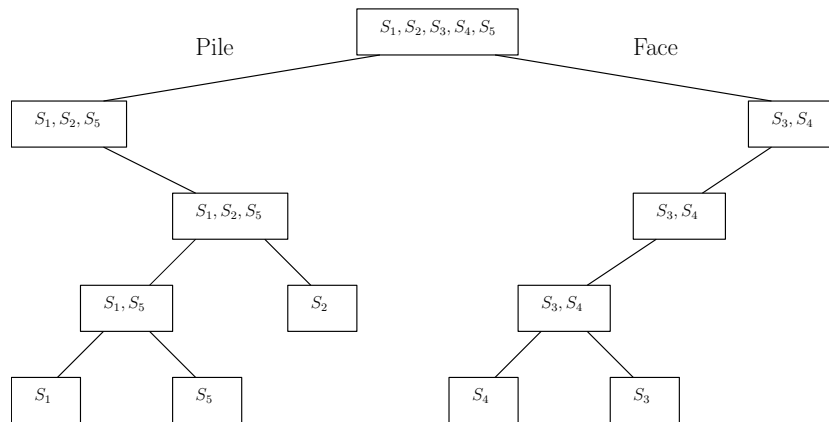 S₁, S₂, S₃, S₄, S₅
Pile
Face
S₁, S₂, S₅
S₃, S₄
S₁, S₂, S₅
S₃, S₄
S₁, S₅
S₂
S₃, S₄
S₁
S₅
S₄
S₃